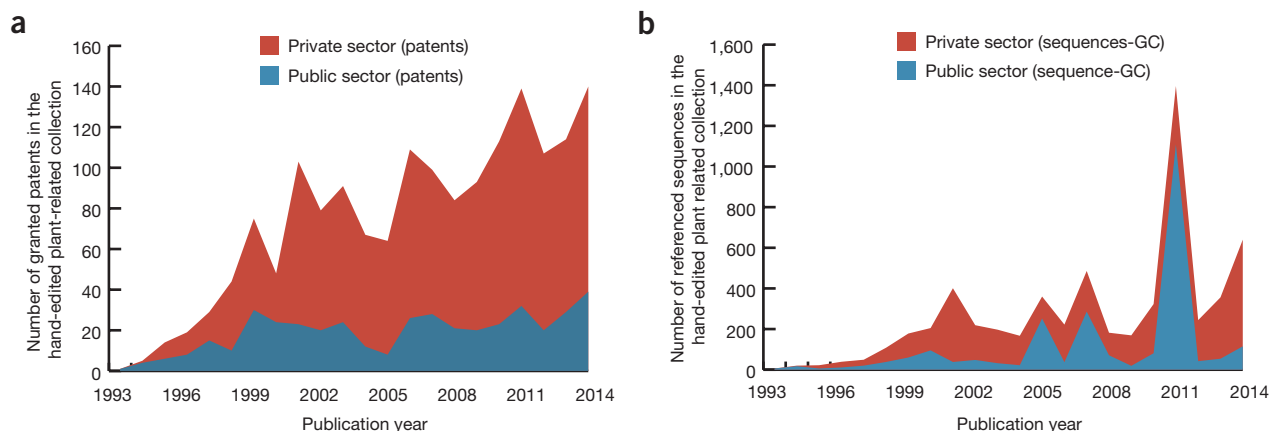 a
Number of granted patents in the
hand-edited plant-related collection
160
140
120
100
80
60
40
20
0
Private sector (patents)
Public sector (patents)
1993
1996
1999
2002
2005
2008
2011
2014
Publication year
b
Number of referenced sequences in the
hand-edited plant related collection
1,600
1,400
1,200
1,000
800
600
400
200
0
Private sector (sequences-GC)
Public sector (sequence-GC)
1993
1996
1999
2002
2005
2008
2011
2014
Publication year